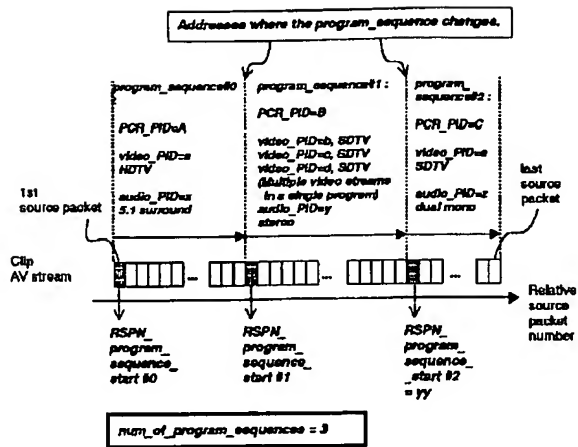 Addresses where the program_sequence changes.
program_sequence#0
PCR_PID=A
video_PID=a
HDTV
audio_PID=x
5.1 surround
program_sequence#1 :
PCR_PID=B
video_PID=b, SDTV
video_PID=c, SDTV
video_PID=d, SDTV
(Multiple video streams
in a single program)
audio_PID=y
stereo
program_
sequence#2 :
PCR_PID=C
video_PID=e
SDTV
audio_PID=z
dual mono
1st
source packet
last
source
packet
Clip
AV stream
...
...
...
Relative
source
packet
number
RSPN_
program_
sequence_
start #0
RSPN_
program_
sequence_
start #1
RSPN_
program_
sequence_
_start #2
= yy
num_of_program_sequences = 3